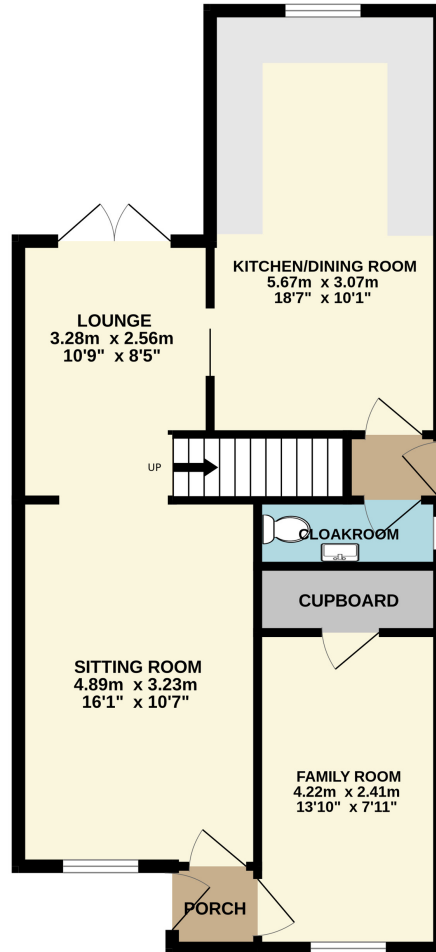 KITCHEN/DINING ROOM
5.67m x 3.07m
18'7" x 10'1"
LOUNGE
3.28m x 2.56m
10'9" x 8'5"
UP
CLOAKROOM
CUPBOARD
SITTING ROOM
4.89m x 3.23m
16'1" x 10'7"
FAMILY ROOM
4.22m x 2.41m
13'10" x 7'11"
PORCH